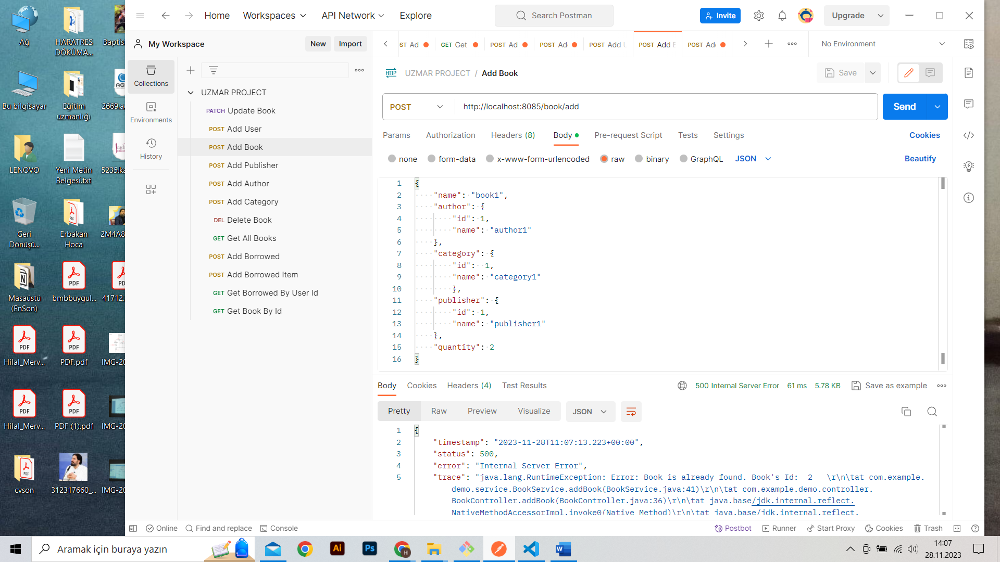 Ağ
HARATRES
DÖKÜMA...
Baptis
Bu bilgisayar
Eğitim
uzmanlığı
2669.a
LENOVO
Yeni Metin
Belgesi.txt
5235.ka
Geri
Dönüşü...
Erbakan
Hoca
2M4A8
Masaüstü
(EnSon)
bmbbuygul...
41712.
Hilal_Merv...
PDF.pdf
IMG-20
Hilal_Merv...
PDF (1).pdf
IMG-20
cvson
312317660_...
IMG-20
Home
Workspaces
API Network
Explore
Search Postman
Invite
Upgrade
My Workspace
New
Import
ST Ad
GET Get
POST Ad
POST Ad
POST Add U
POST Add B
POST Ad
No Environment
Collections
Environments
History
UZMAR PROJECT
PATCH Update Book
POST Add User
POST Add Book
POST Add Publisher
POST Add Author
POST Add Category
DEL Delete Book
GET Get All Books
POST Add Borrowed
POST Add Borrowed Item
GET Get Borrowed By User Id
GET Get Book By Id
HTTP UZMAR PROJECT / Add Book
Save
POST http://localhost:8085/book/add
Send
Params Authorization Headers (8) Body Pre-request Script Tests Settings Cookies
none form-data x-www-form-urlencoded raw binary GraphQL JSON Beautify
1 {
2 "name": "book1",
3 "author": {
4 "id": 1,
5 "name": "author1"
6 },
7 "category": {
8 "id": 1,
9 "name": "category1"
10 },
11 "publisher": {
12 "id": 1,
13 "name": "publisher1"
14 },
15 "quantity": 2
16 }
Body Cookies Headers (4) Test Results 500 Internal Server Error 61 ms 5.78 KB Save as example
Pretty Raw Preview Visualize JSON
1 {
2 "timestamp": "2023-11-28T11:07:13.223+00:00",
3 "status": 500,
4 "error": "Internal Server Error",
5 "trace": "java.lang.RuntimeException: Error: Book is already found. Book's Id:  2   \r\n\tat com.example.
demo.service.BookService.addBook(BookService.java:41)\r\n\tat com.example.demo.controller.
BookController.addBook(BookController.java:36)\r\n\tat java.base/jdk.internal.reflect.
NativeMethodAccessorImpl.invoke0(Native Method)\r\n\tat java.base/jdk.internal.reflect.
Online Find and replace Console Postbot Runner Start Proxy Cookies Trash
Aramak için buraya yazın
14:07
28.11.2023